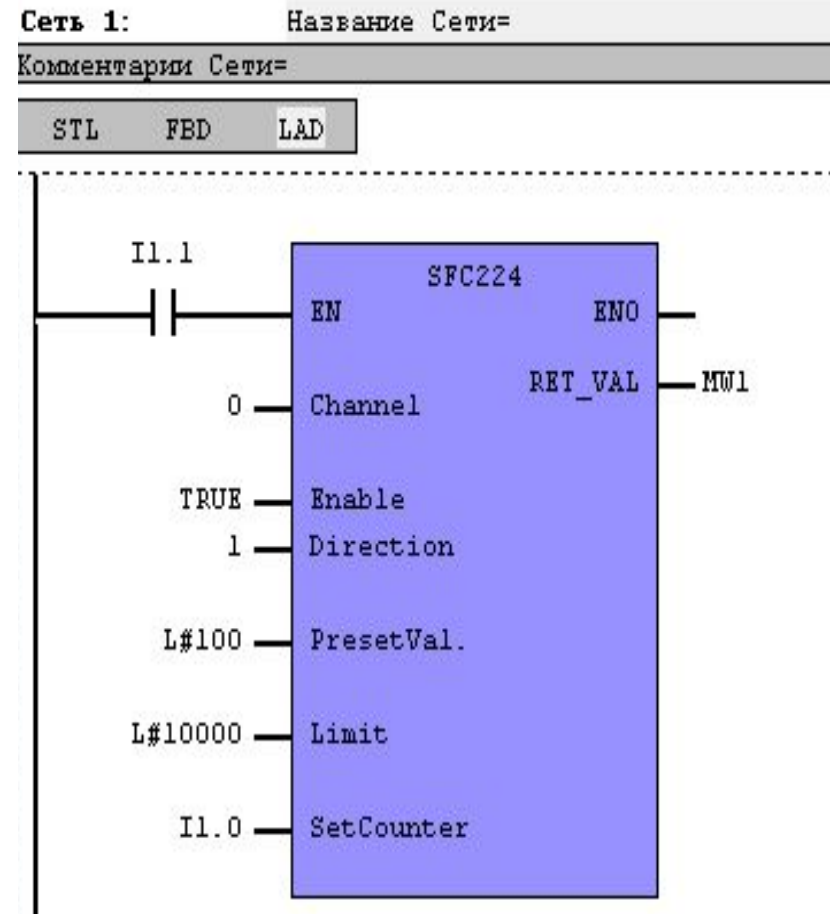 Сеть 1: Название Сети=
Комментарии Сети=
STL FBD LAD
I1.1
SFC224
EN ENO
RET_VAL MW1
0 Channel
TRUE Enable
1 Direction
L#100 PresetVal.
L#10000 Limit
I1.0 SetCounter